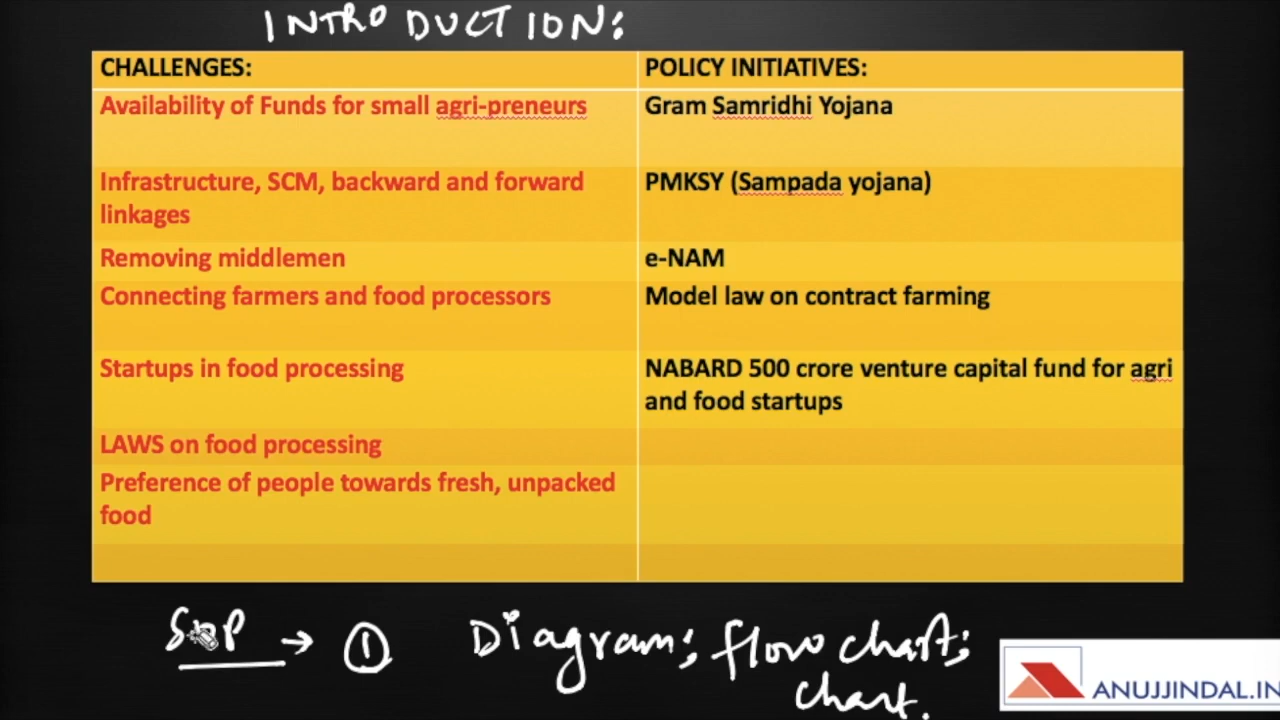 INTRODUCTION:
CHALLENGES:
POLICY INITIATIVES:
Availability of Funds for small agri-preneurs
Gram Samridhi Yojana
Infrastructure, SCM, backward and forward
linkages
PMKSY (Sampada yojana)
Removing middlemen
e-NAM
Connecting farmers and food processors
Model law on contract farming
Startups in food processing
NABARD 500 crore venture capital fund for agri
and food startups
LAWS on food processing
Preference of people towards fresh, unpacked
food
→ ① Diagram; flow chart;
chart.
ANUJJINDAL.IN